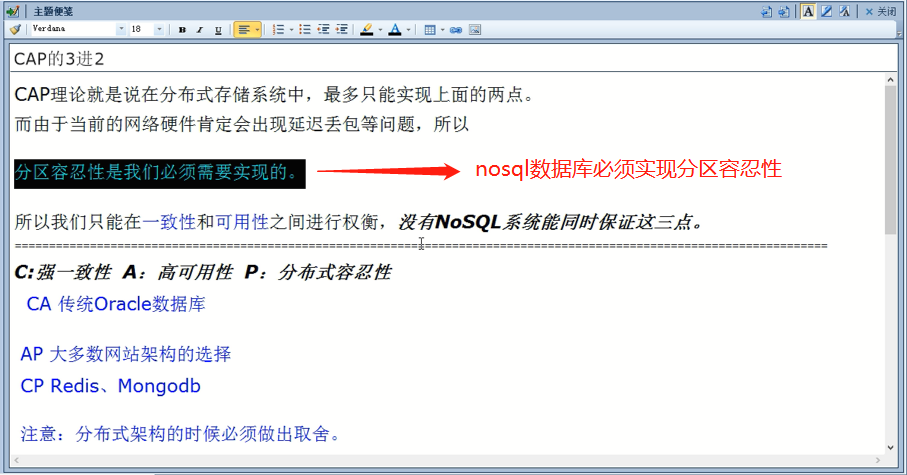 主题便笺
关闭
Verdana 18 B I U A A A
CAP的3进2
CAP理论就是说在分布式存储系统中，最多只能实现上面的两点。
而由于当前的网络硬件肯定会出现延迟丢包等问题，所以
分区容忍性是我们必须需要实现的。 nosql数据库必须实现分区容忍性
所以我们只能在一致性和可用性之间进行权衡，没有NoSQL系统能同时保证这三点。
C:强一致性 A：高可用性 P：分布式容忍性
CA 传统Oracle数据库
AP 大多数网站架构的选择
CP Redis、Mongodb
注意：分布式架构的时候必须做出取舍。